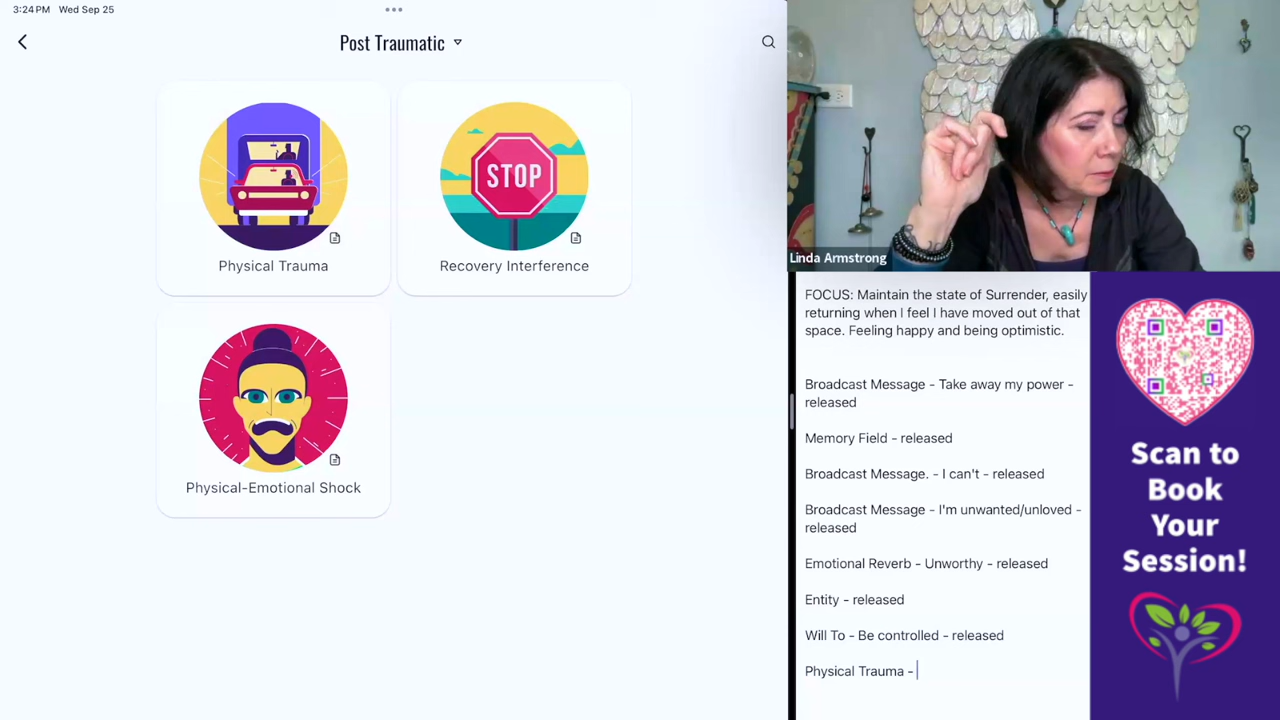 3:24 PM Wed Sep 25
Post Traumatic
STOP
Physical Trauma
Recovery Interference
Physical-Emotional Shock
Linda Armstrong
FOCUS: Maintain the state of Surrender, easily
returning when I feel I have moved out of that
space. Feeling happy and being optimistic.
Broadcast Message - Take away my power -
released
Memory Field - released
Broadcast Message. - I can't - released
Broadcast Message - I'm unwanted/unloved -
released
Emotional Reverb - Unworthy - released
Entity - released
Will To - Be controlled - released
Physical Trauma -
Scan to
Book
Your
Session!